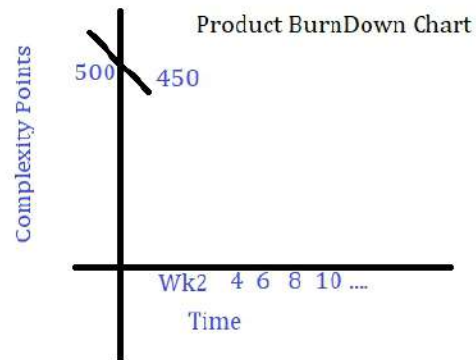 Product BurnDown Chart
500
450
Complexity Points
Wk2 4 6 8 10 ....
Time